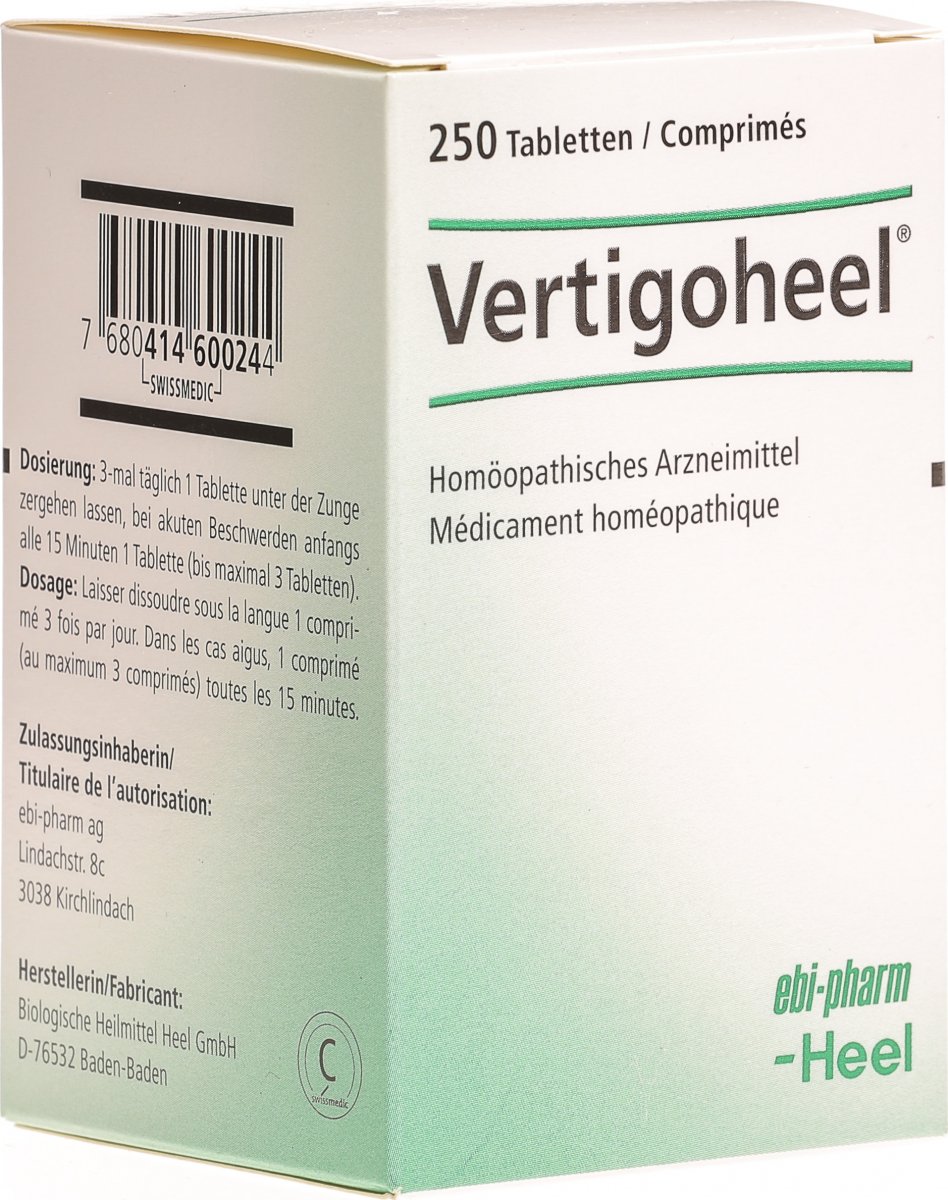 250 Tabletten / Comprimés
Vertigoheel®
Homöopathisches Arzneimittel
Médicament homéopathique
ebi-pharm
-Heel
7 680414 600244
SWISSMEDIC
Dosierung: 3-mal täglich 1 Tablette unter der Zunge
zergehen lassen, bei akuten Beschwerden anfangs
alle 15 Minuten 1 Tablette (bis maximal 3 Tabletten).
Dosage: Laisser dissoudre sous la langue 1 compri-
mé 3 fois par jour. Dans les cas aigus, 1 comprimé
(au maximum 3 comprimés) toutes les 15 minutes.
Zulassungsinhaberin/
Titulaire de l'autorisation:
ebi-pharm ag
Lindachstr. 8c
3038 Kirchlindach
Herstellerin/Fabricant:
Biologische Heilmittel Heel GmbH
D-76532 Baden-Baden
C
swissmedic